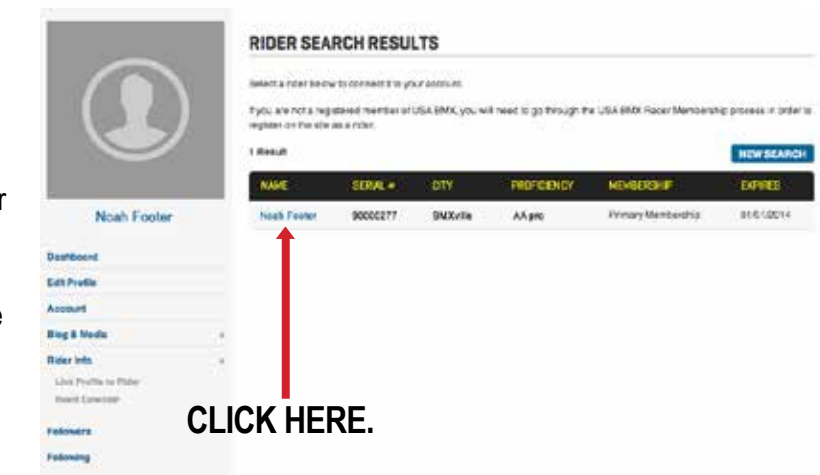 RIDER SEARCH RESULTS
Select a rider below to connect it to your account.
If you are not a registered member of USA BMX, you will need to go through the USA BMX Racer Membership process in order to
register on the site as a rider.
1 Result
NEW SEARCH
NAME SERIAL # CITY PROFICIENCY MEMBERSHIP EXPIRES
Noah Footer 90000277 BMXville AA pro Primary Membership
r
Noah Footer
Dashboard
Edit Profile
e
Account
Blog & Media
Rider Info
Link Profile to Rider
Event Calendar
CLICK HERE.
Followers
Following